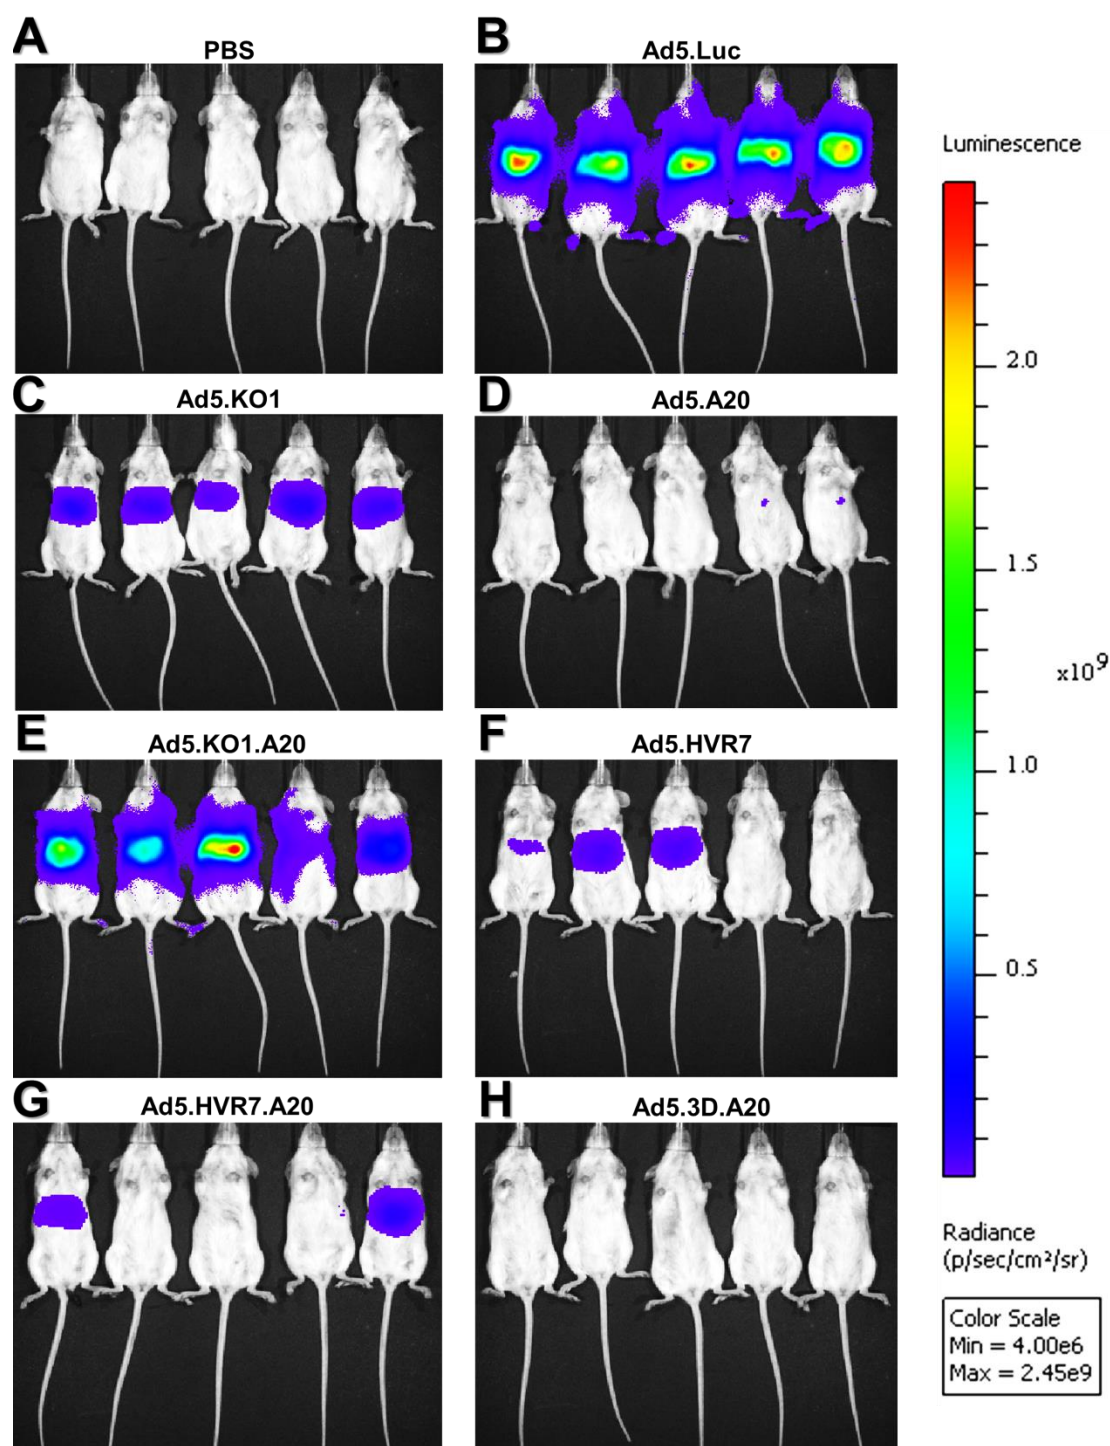 A
PBS
B
Ad5.Luc
Luminescence
2.0
1.5
x10⁹
1.0
0.5
C
Ad5.KO1
D
Ad5.A20
E
Ad5.KO1.A20
F
Ad5.HVR7
G
Ad5.HVR7.A20
H
Ad5.3D.A20
Radiance
(p/sec/cm²/sr)
Color Scale
Min = 4.00e6
Max = 2.45e9